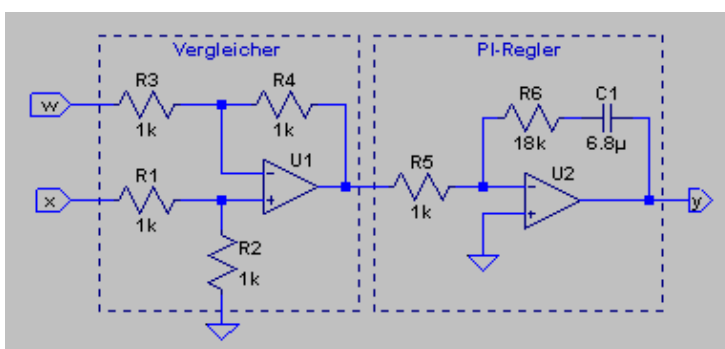 Vergleicher
PI-Regler
R3
R4
R6
C1
w
1k
1k
18k
6.8µ
U1
R1
R5
U2
x
-
+
-
+
y
1k
1k
R2
1k